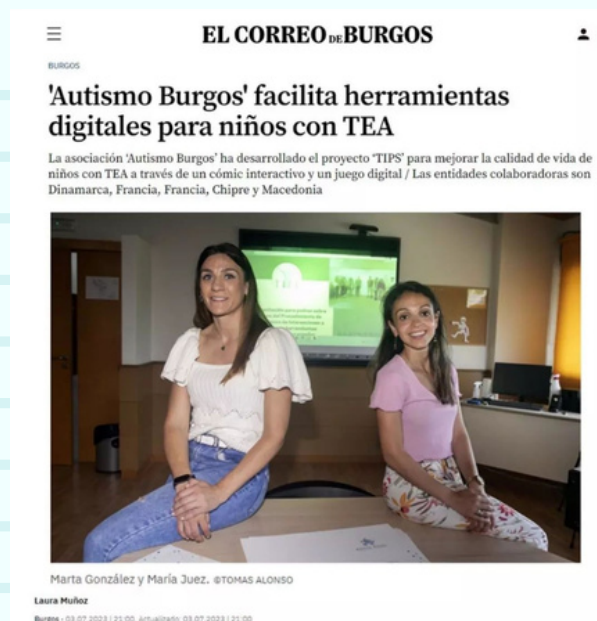 EL CORREO DE BURGOS
BURGOS
'Autismo Burgos' facilita herramientas
digitales para niños con TEA
La asociación 'Autismo Burgos' ha desarrollado el proyecto 'TIPS' para mejorar la calidad de vida de
niños con TEA a través de un cómic interactivo y un juego digital / Las entidades colaboradoras son
Dinamarca, Francia, Francia, Chipre y Macedonia
Marta González y María Juez. ©TOMAS ALONSO
Laura Muñoz
Burgos - 03.07.2023 | 21:00. Actualizado: 03.07.2023 | 21:00